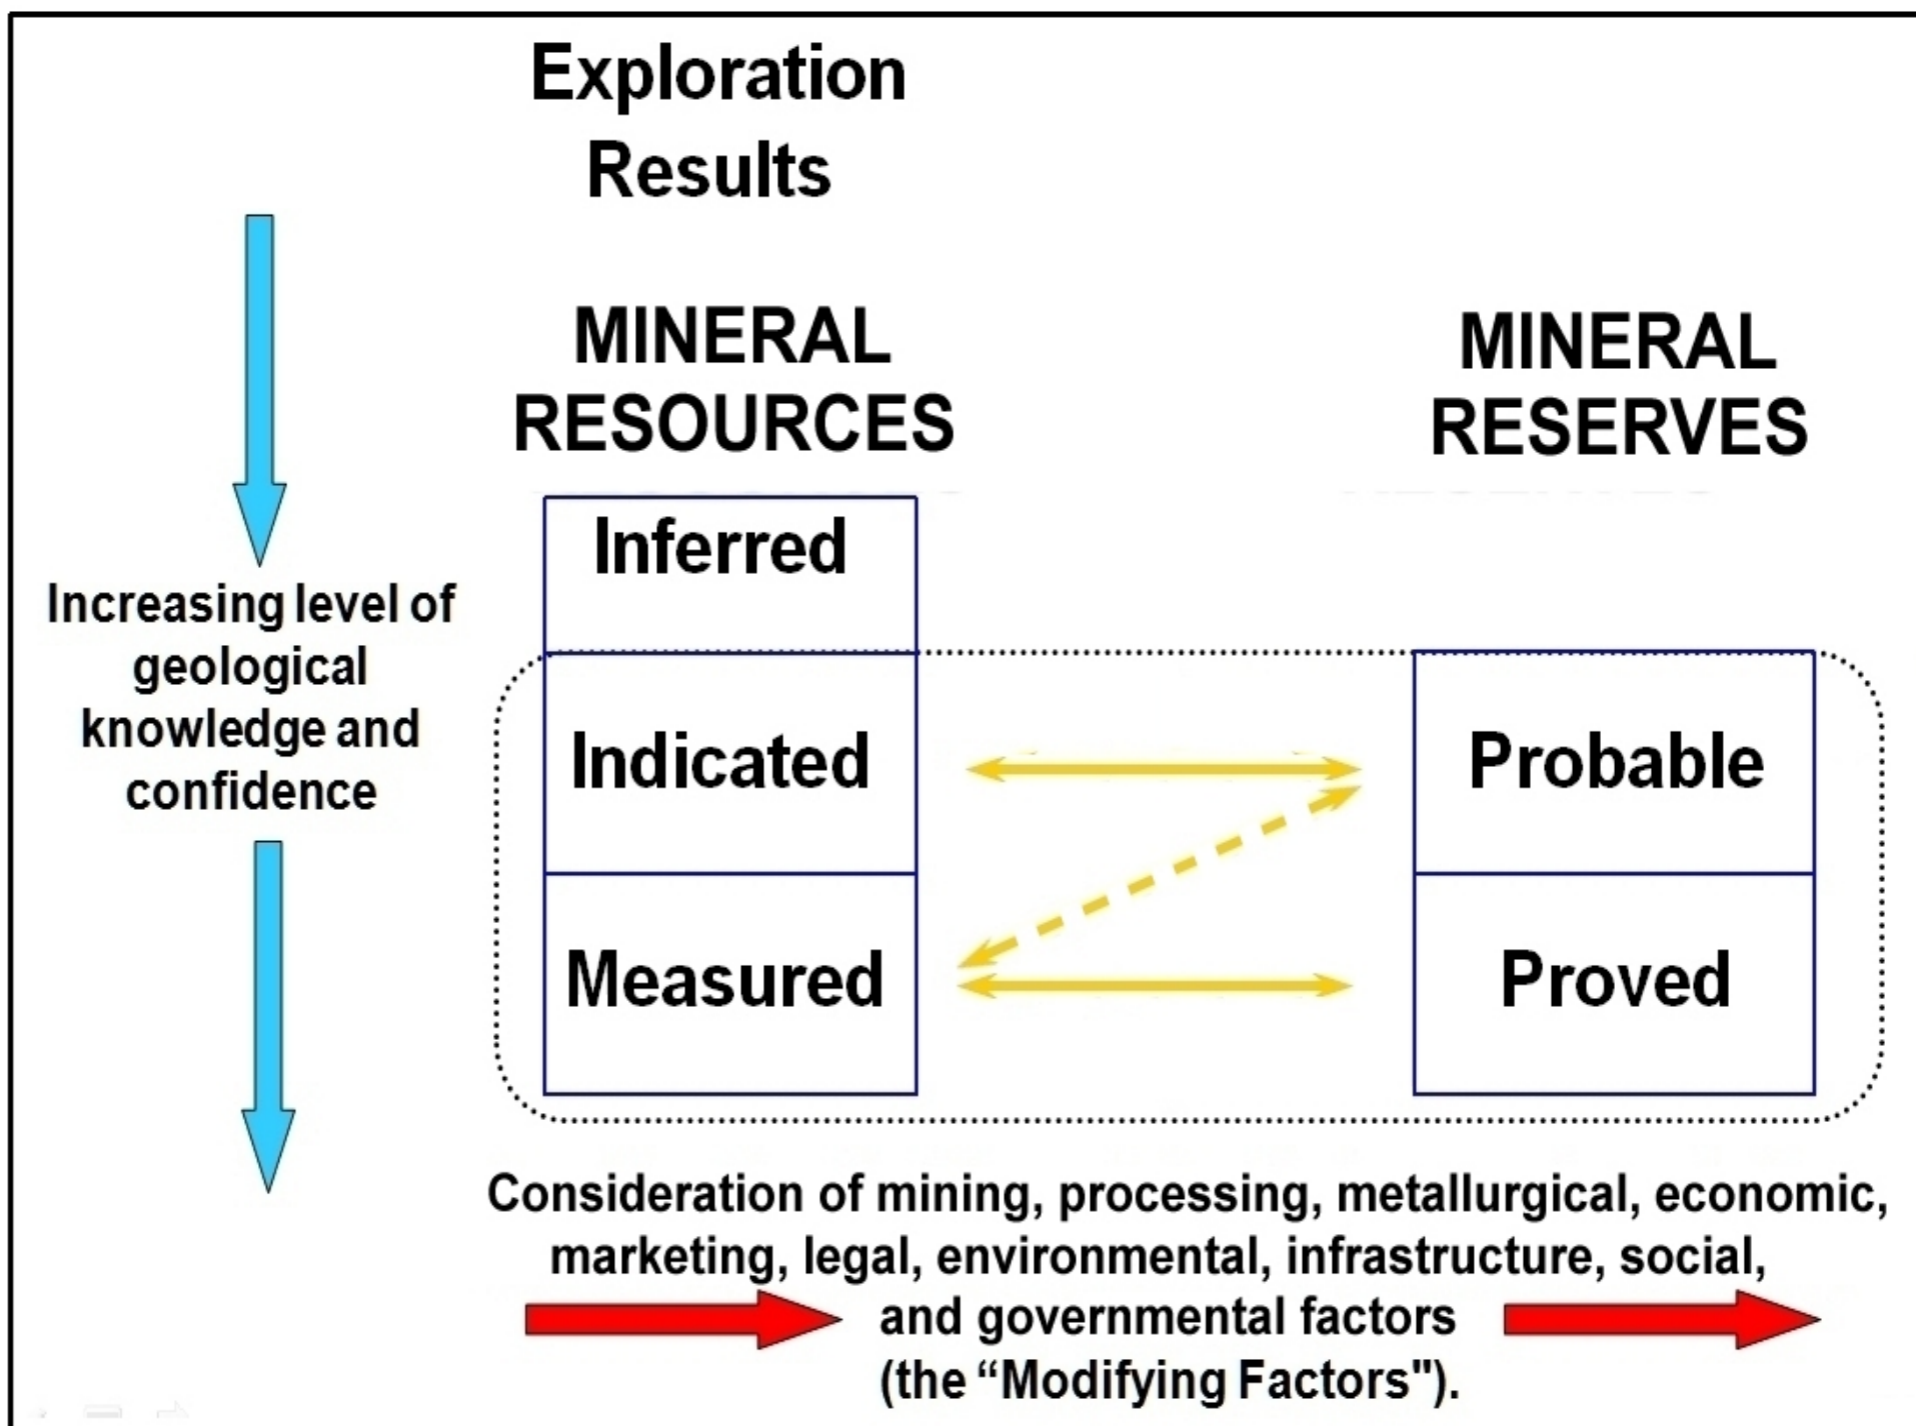 Exploration
Results
MINERAL
RESOURCES
MINERAL
RESERVES
Inferred
Increasing level of
geological
knowledge and
confidence
Indicated
Probable
Measured
Proved
Consideration of mining, processing, metallurgical, economic,
marketing, legal, environmental, infrastructure, social,
and governmental factors
(the “Modifying Factors").